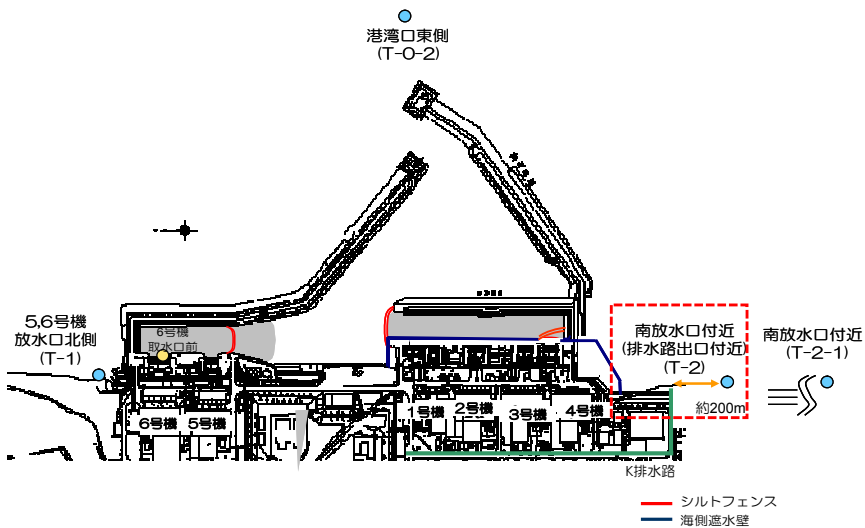 港湾口東側
(T-0-2)
5,6号機
放水口北側
(T-1)
6号機
取水口前
南放水口付近
(排水路出口付近)
(T-2)
約200m
南放水口付近
(T-2-1)
6号機
5号機
1号機
2号機
3号機
4号機
K排水路
シルトフェンス
海側遮水壁